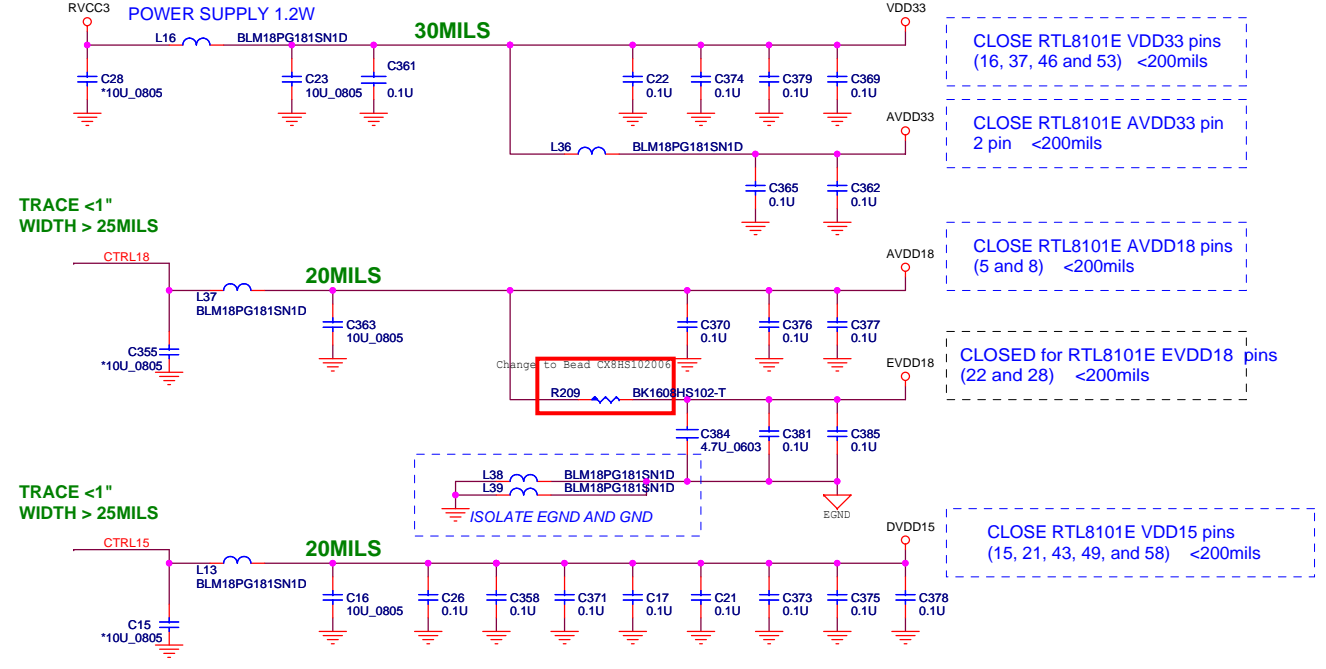 RVCC3
POWER SUPPLY 1.2W
VDD33
L16
BLM18PG181SN1D
30MILS
C28
*10U_0805
C23
10U_0805
C361
0.1U
C22
0.1U
C374
0.1U
C379
0.1U
C369
0.1U
CLOSE RTL8101E VDD33 pins
(16, 37, 46 and 53) <200mils
AVDD33
L36
BLM18PG181SN1D
CLOSE RTL8101E AVDD33 pin
2 pin <200mils
C365
0.1U
C362
0.1U
TRACE <1"
WIDTH > 25MILS
CTRL18
AVDD18
CLOSE RTL8101E AVDD18 pins
(5 and 8) <200mils
20MILS
L37
BLM18PG181SN1D
C363
10U_0805
C370
0.1U
C376
0.1U
C377
0.1U
C355
*10U_0805
Change to Bead CX8HS102006
R209
BK1608HS102-T
EVDD18
CLOSED for RTL8101E EVDD18 pins
(22 and 28) <200mils
C384
4.7U_0603
C381
0.1U
C385
0.1U
L38
BLM18PG181SN1D
L39
BLM18PG181SN1D
ISOLATE EGND AND GND
EGND
TRACE <1"
WIDTH > 25MILS
CTRL15
DVDD15
CLOSE RTL8101E VDD15 pins
(15, 21, 43, 49, and 58) <200mils
20MILS
L13
BLM18PG181SN1D
C16
10U_0805
C26
0.1U
C358
0.1U
C371
0.1U
C17
0.1U
C21
0.1U
C373
0.1U
C375
0.1U
C378
0.1U
C15
*10U_0805